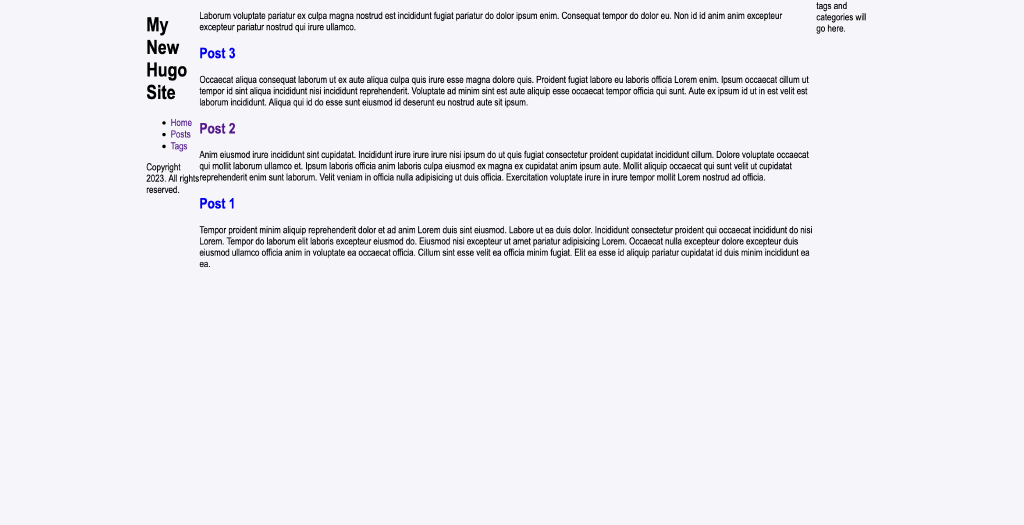 My
New
Hugo
Site
Home
Posts
Tags
Copyright
2023. All rights
reserved.
Laborum voluptate pariatur ex culpa magna nostrud est incididunt fugiat pariatur do dolor ipsum enim. Consequat tempor do dolor eu. Non id id anim anim excepteur
excepteur pariatur nostrud qui irure ullamco.
Post 3
Occaecat aliqua consequat laborum ut ex aute aliqua culpa quis irure esse magna dolore quis. Proident fugiat labore eu laboris officia Lorem enim. Ipsum occaecat cillum ut
tempor id sint aliqua incididunt nisi incididunt reprehenderit. Voluptate ad minim sint est aute aliquip esse occaecat tempor officia qui sunt. Aute ex ipsum id ut in est velit est
laborum incididunt. Aliqua qui id do esse sunt eiusmod id deserunt eu nostrud aute sit ipsum.
Post 2
Anim eiusmod irure incididunt sint cupidatat. Incididunt irure irure irure nisi ipsum do ut quis fugiat consectetur proident cupidatat incididunt cillum. Dolore voluptate occaecat
qui mollit laborum ullamco et. Ipsum laboris officia anim laboris culpa eiusmod ex magna ex cupidatat anim ipsum aute. Mollit aliquip occaecat qui sunt velit ut cupidatat
reprehenderit enim sunt laborum. Velit veniam in officia nulla adipisicing ut duis officia. Exercitation voluptate irure in irure tempor mollit Lorem nostrud ad officia.
Post 1
Tempor proident minim aliquip reprehenderit dolor et ad anim Lorem duis sint eiusmod. Labore ut ea duis dolor. Incididunt consectetur proident qui occaecat incididunt do nisi
Lorem. Tempor do laborum elit laboris excepteur eiusmod do. Eiusmod nisi excepteur ut amet pariatur adipisicing Lorem. Occaecat nulla excepteur dolore excepteur duis
eiusmod ullamco officia anim in voluptate ea occaecat officia. Cillum sint esse velit ea officia minim fugiat. Elit ea esse id aliquip pariatur cupidatat id duis minim incididunt ea
ea.
tags and
categories will
go here.